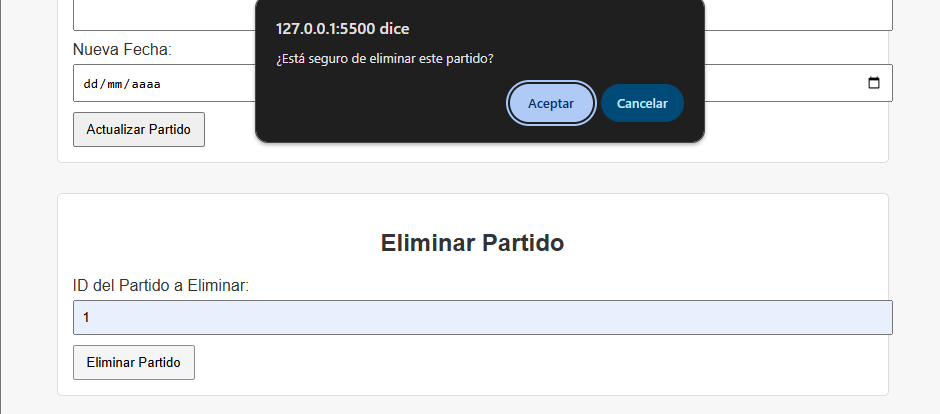 127.0.0.1:5500 dice
¿Está seguro de eliminar este partido?
Aceptar
Cancelar
Nueva Fecha:
dd/mm/aaaa
Actualizar Partido
Eliminar Partido
ID del Partido a Eliminar:
1
Eliminar Partido